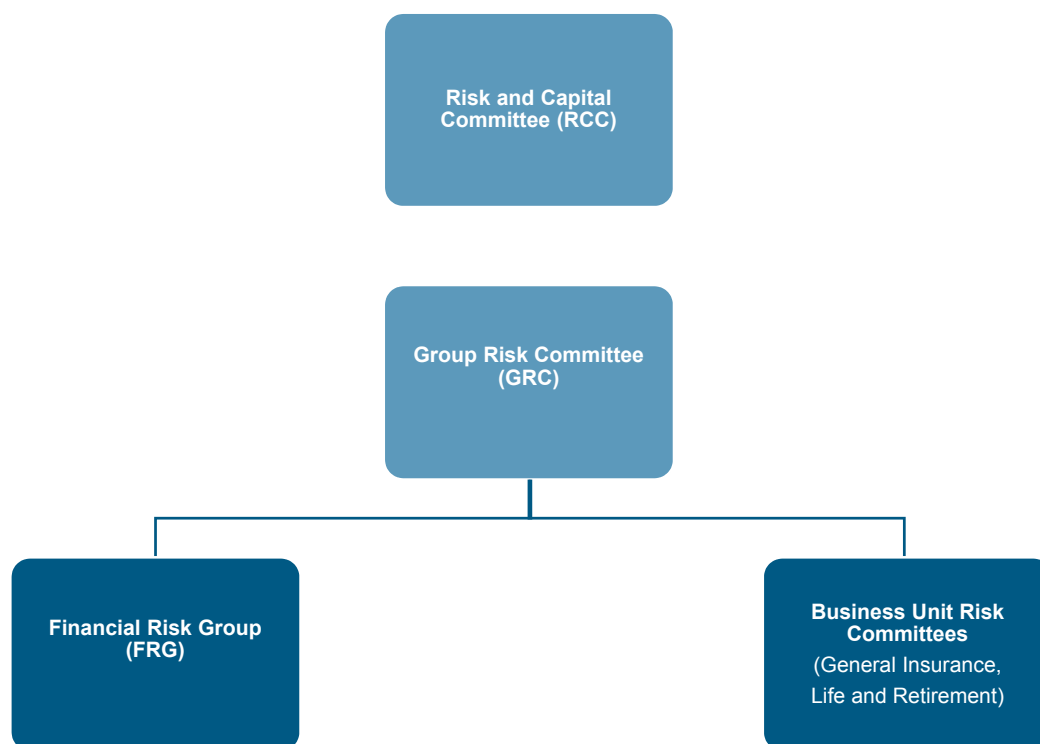 Risk and Capital
Committee (RCC)
Group Risk Committee
(GRC)
Financial Risk Group
(FRG)
Business Unit Risk
Committees
(General Insurance,
Life and Retirement)